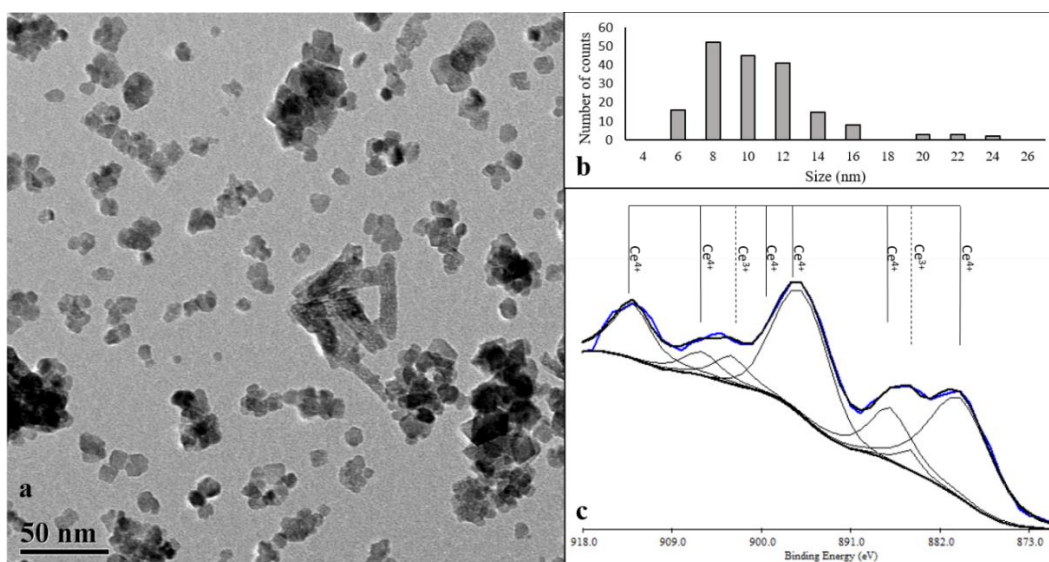 a
50 nm
Number of counts
60
50
40
30
20
10
0
4 6 8 10 12 14 16 18 20 22 24 26
Size (nm)
b
Ce⁴⁺ Ce⁴⁺ Ce³⁺ Ce⁴⁺ Ce⁴⁺ Ce⁴⁺ Ce³⁺ Ce⁴⁺
c
918.0 909.0 900.0 891.0 882.0 873.0
Binding Energy (eV)